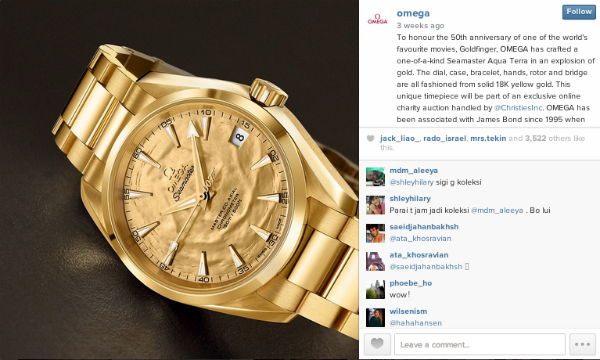 OMEGA
Seamaster
8
omega
Follow
3 weeks ago
To honour the 50th anniversary of one of the world's
favourite movies, Goldfinger, OMEGA has crafted a
one-of-a-kind Seamaster Aqua Terra in an explosion of
gold. The dial, case, bracelet, hands, rotor and bridge
are all fashioned from solid 18K yellow gold. This
unique timepiece will be part of an exclusive online
charity auction handled by @ChristiesInc. OMEGA has
been associated with James Bond since 1995 when
jack_liao_, rado_israel, mrs.tekin and 3,522 others like
this.
mdm_aleeya
@shleyhilary sigi g koleksi
shleyhilary
Parai t jam jadi koleksi @mdm_aleeya . Bo lui
saeidjahanbakhsh
@ata_khosravian
ata_khosravian
@saeidjahanbakhsh
phoebe_ho
wow!
wilsenism
@hahahansen
Leave a comment...